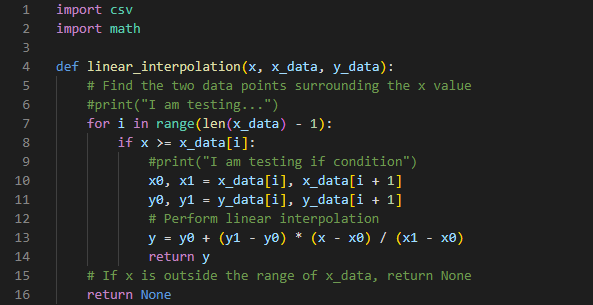 1 import csv
2 import math
3
4 def linear_interpolation(x, x_data, y_data):
5     # Find the two data points surrounding the x value
6     #print("I am testing...")
7     for i in range(len(x_data) - 1):
8         if x >= x_data[i]:
9             #print("I am testing if condition")
10             x0, x1 = x_data[i], x_data[i + 1]
11             y0, y1 = y_data[i], y_data[i + 1]
12             # Perform linear interpolation
13             y = y0 + (y1 - y0) * (x - x0) / (x1 - x0)
14             return y
15     # If x is outside the range of x_data, return None
16     return None